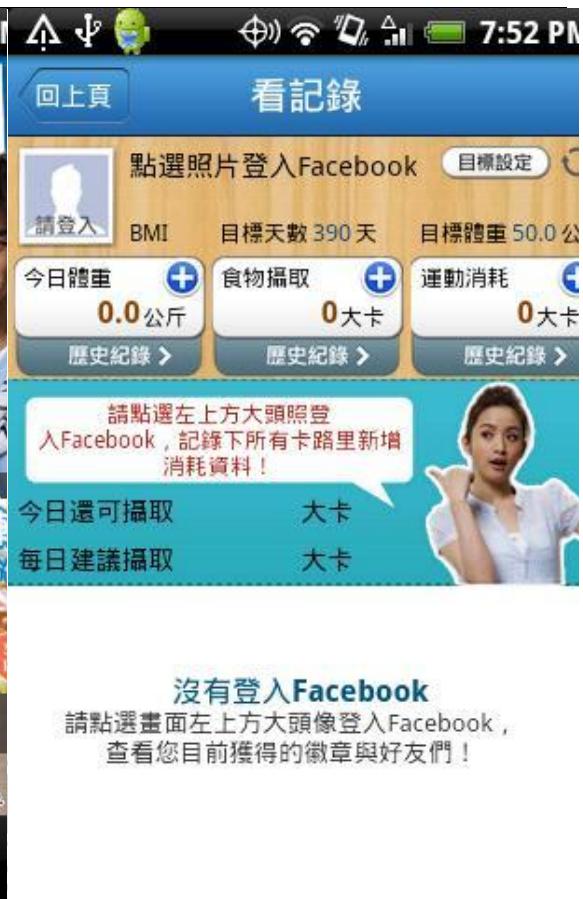 7:52 PM
回上頁
看記錄
點選照片登入Facebook
目標設定
請登入
BMI
目標天數 390 天
目標體重 50.0 公
今日體重
0.0公斤
歷史紀錄
食物攝取
0大卡
歷史紀錄
運動消耗
0大卡
歷史紀錄
請點選左上方大頭照登
入Facebook，記錄下所有卡路里新增
消耗資料！
今日還可攝取 大卡
每日建議攝取 大卡
沒有登入Facebook
請點選畫面左上方大頭像登入Facebook，
查看您目前獲得的徽章與好友們！